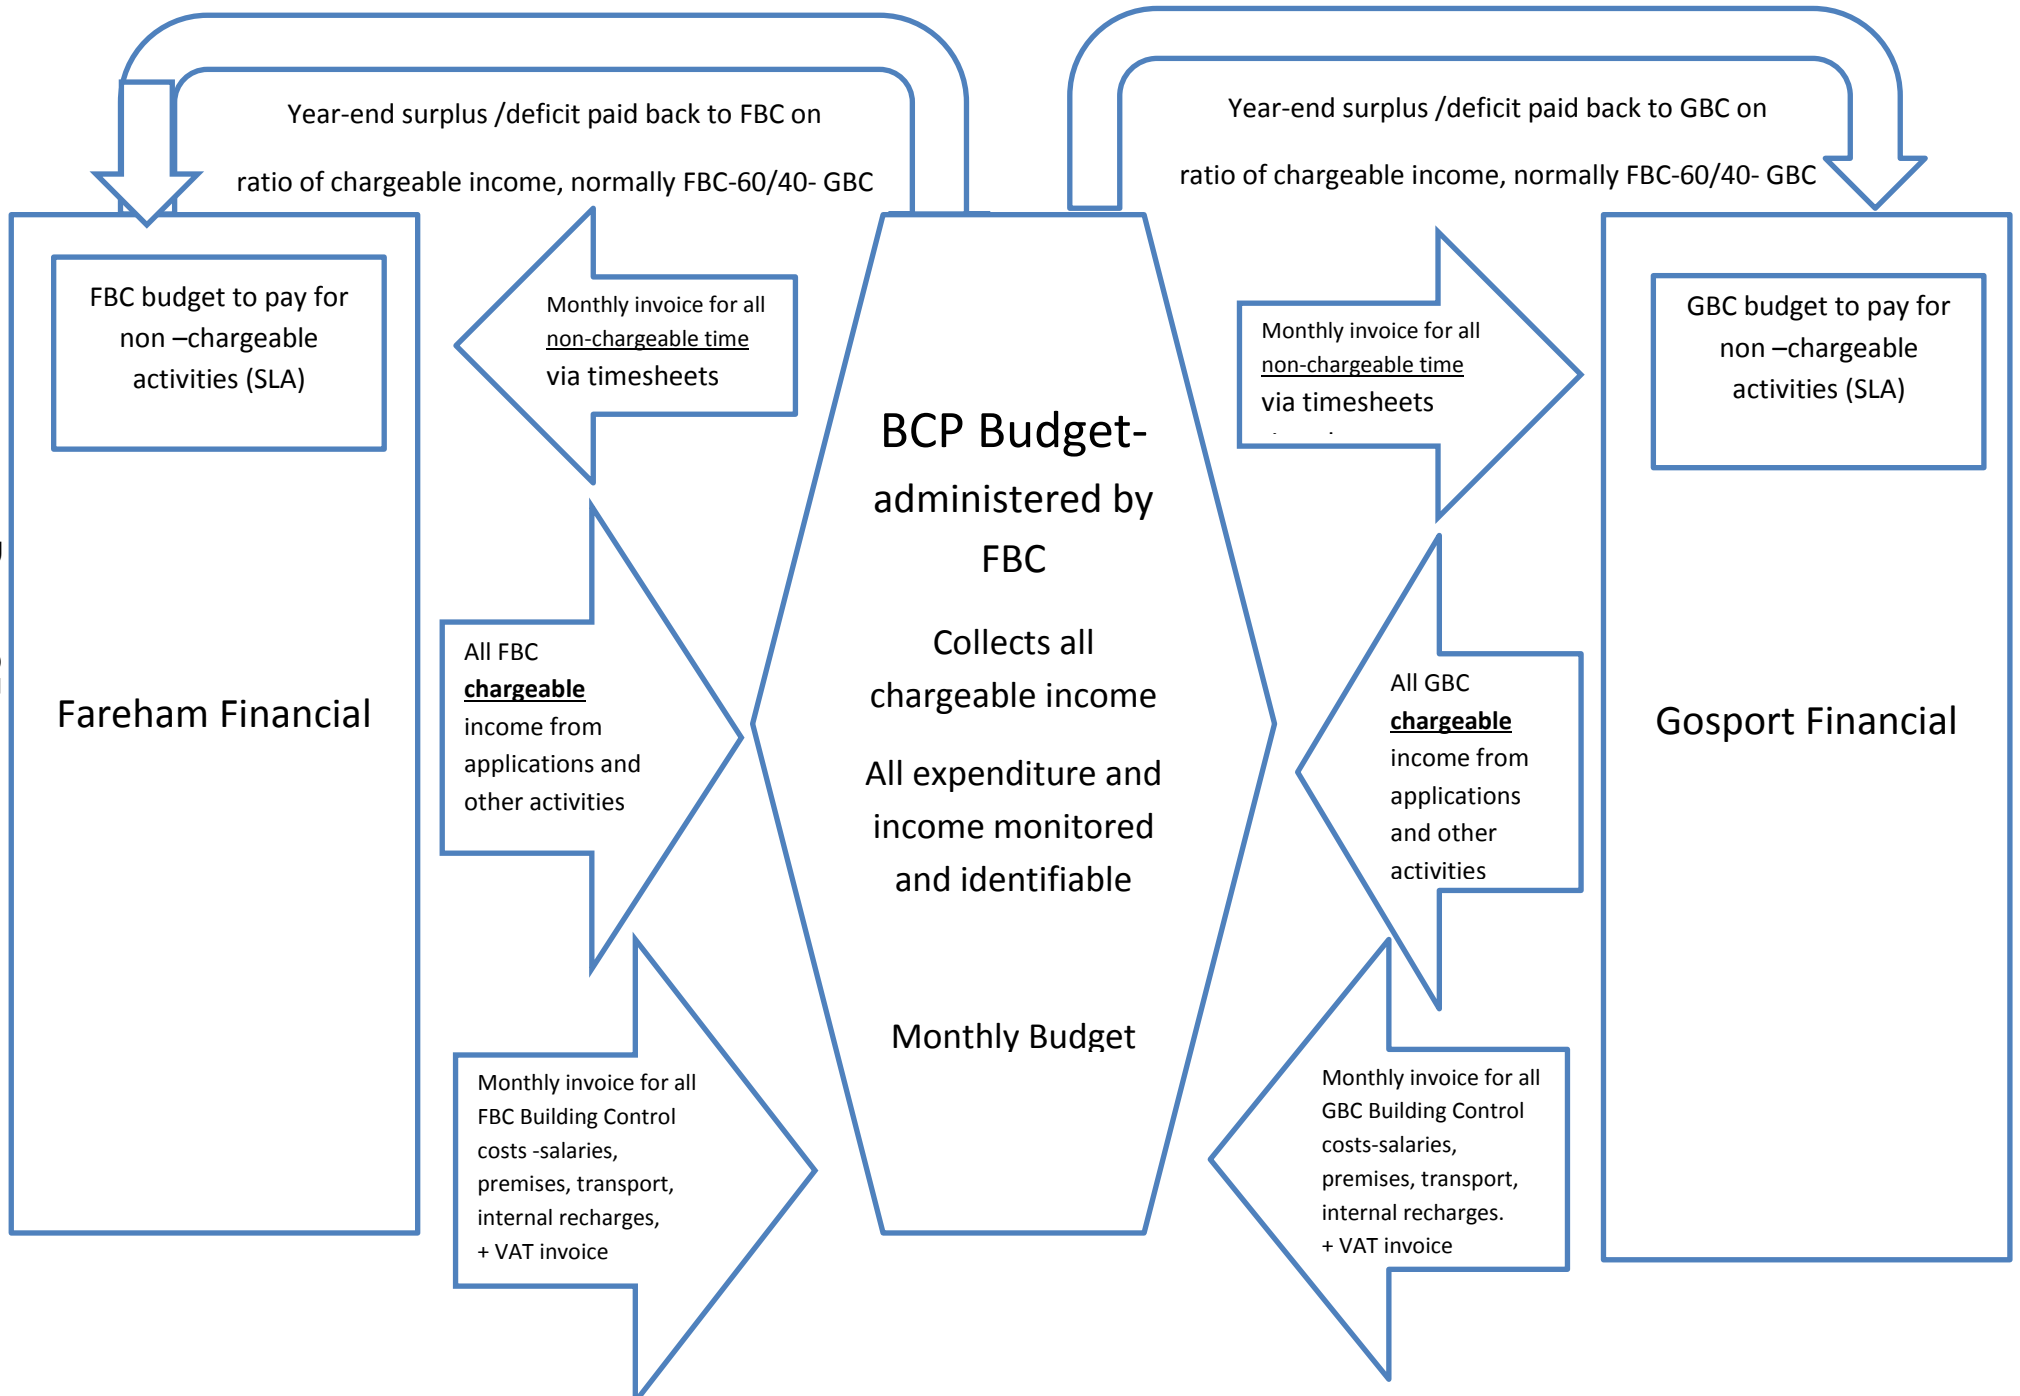 Year-end surplus /deficit paid back to FBC on
ratio of chargeable income, normally FBC-60/40- GBC
Year-end surplus /deficit paid back to GBC on
ratio of chargeable income, normally FBC-60/40- GBC
FBC budget to pay for
non –chargeable
activities (SLA)
Fareham Financial
Monthly invoice for all
non-chargeable time
via timesheets
All FBC
chargeable
income from
applications and
other activities
Monthly invoice for all
FBC Building Control
costs -salaries,
premises, transport,
internal recharges,
+ VAT invoice
BCP Budget-
administered by
FBC
Collects all
chargeable income
All expenditure and
income monitored
and identifiable
Monthly Budget
Monthly invoice for all
non-chargeable time
via timesheets
All GBC
chargeable
income from
applications
and other
activities
Monthly invoice for all
GBC Building Control
costs-salaries,
premises, transport,
internal recharges.
+ VAT invoice
GBC budget to pay for
non –chargeable
activities (SLA)
Gosport Financial